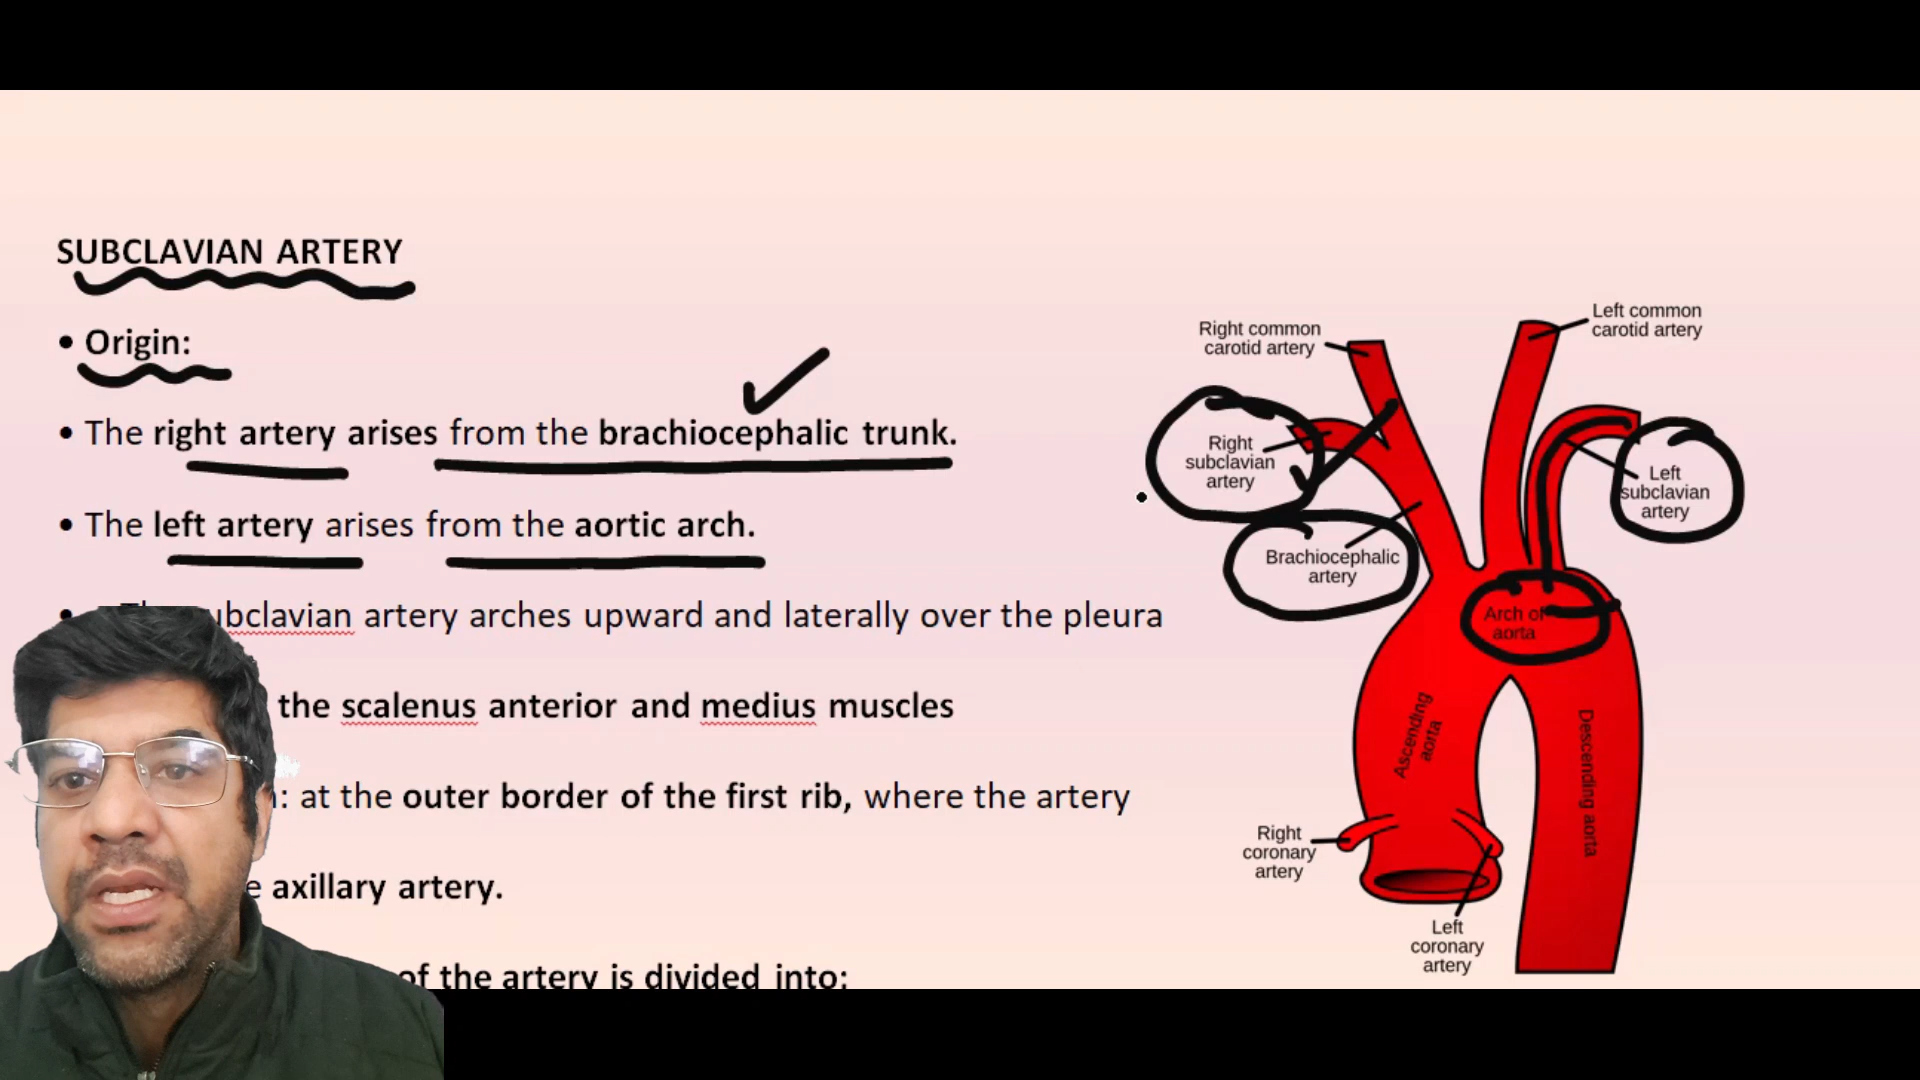 SUBCLAVIAN ARTERY
• Origin:
• The right artery arises from the brachiocephalic trunk.
• The left artery arises from the aortic arch.
• subclavian artery arches upward and laterally over the pleura
the scalenus anterior and medius muscles
: at the outer border of the first rib, where the artery
axillary artery.
of the artery is divided into:
Right common
carotid artery
Left common
carotid artery
Right
subclavian
artery
Left
subclavian
artery
Brachiocephalic
artery
Arch of
aorta
Ascending
aorta
Descending aorta
Right
coronary
artery
Left
coronary
artery